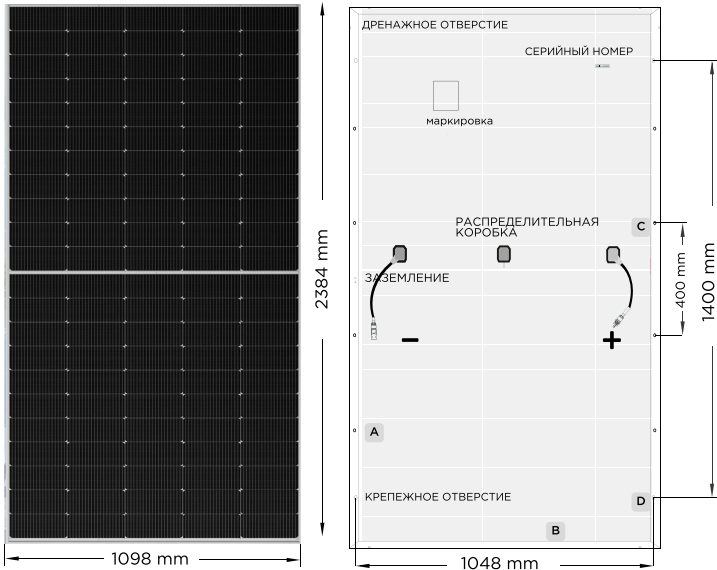 ДРЕНАЖНОЕ ОТВЕРСТИЕ
СЕРИЙНЫЙ НОМЕР
маркировка
РАСПРЕДЕЛИТЕЛЬНАЯ
КОРОБКА
C
ЗАЗЕМЛЕНИЕ
2384 mm
400 mm
1400 mm
− +
A
КРЕПЕЖНОЕ ОТВЕРСТИЕ
D
B
1098 mm
1048 mm